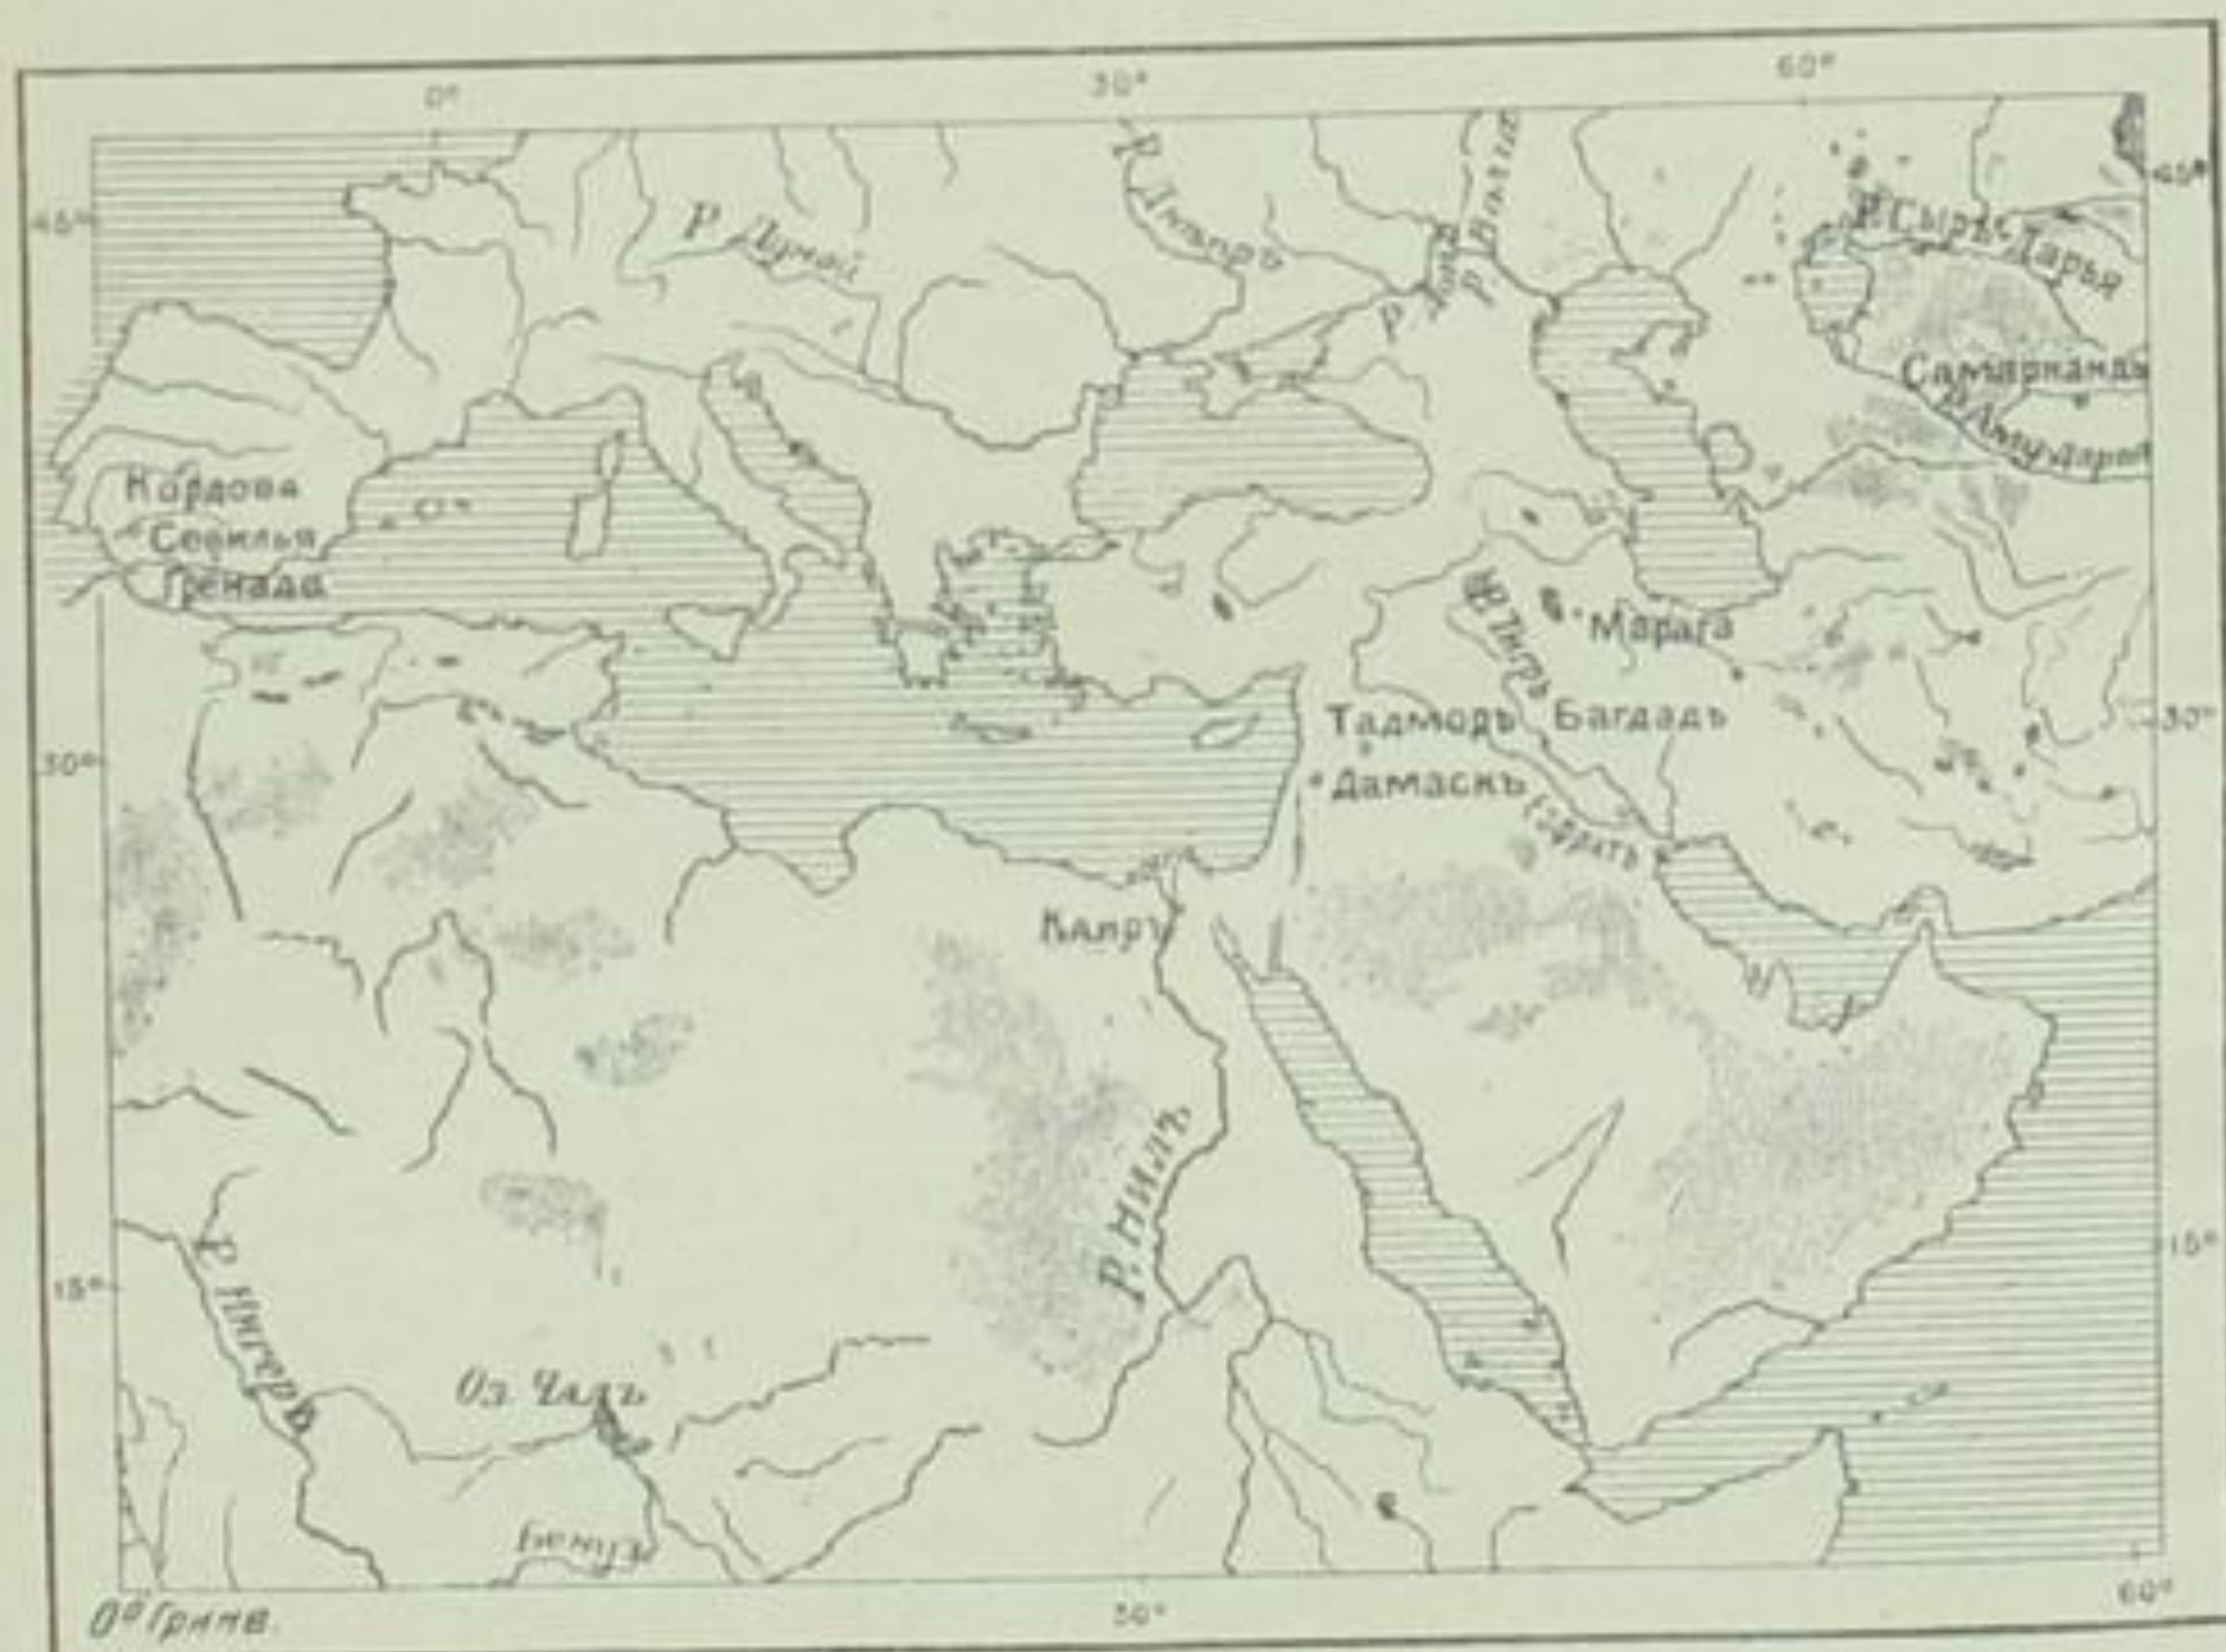 0°
30°
60°
45°
45°
Р. Дунай
Р. Днѣпръ
Р. Донъ
Р. Волга
Р. Сыръ-Дарья
Самаркандъ
Р. Аму-дарья
Кордова
Севилья
Гренада
Р. Тигръ
Марага
Тадморъ
Багдадъ
30°
30°
Дамаскъ
Евфратъ
Каиръ
Р. Нилъ
15°
15°
Р. Нигеръ
Оз. Чадъ
Бенуэ
0° Гринв.
30°
60°